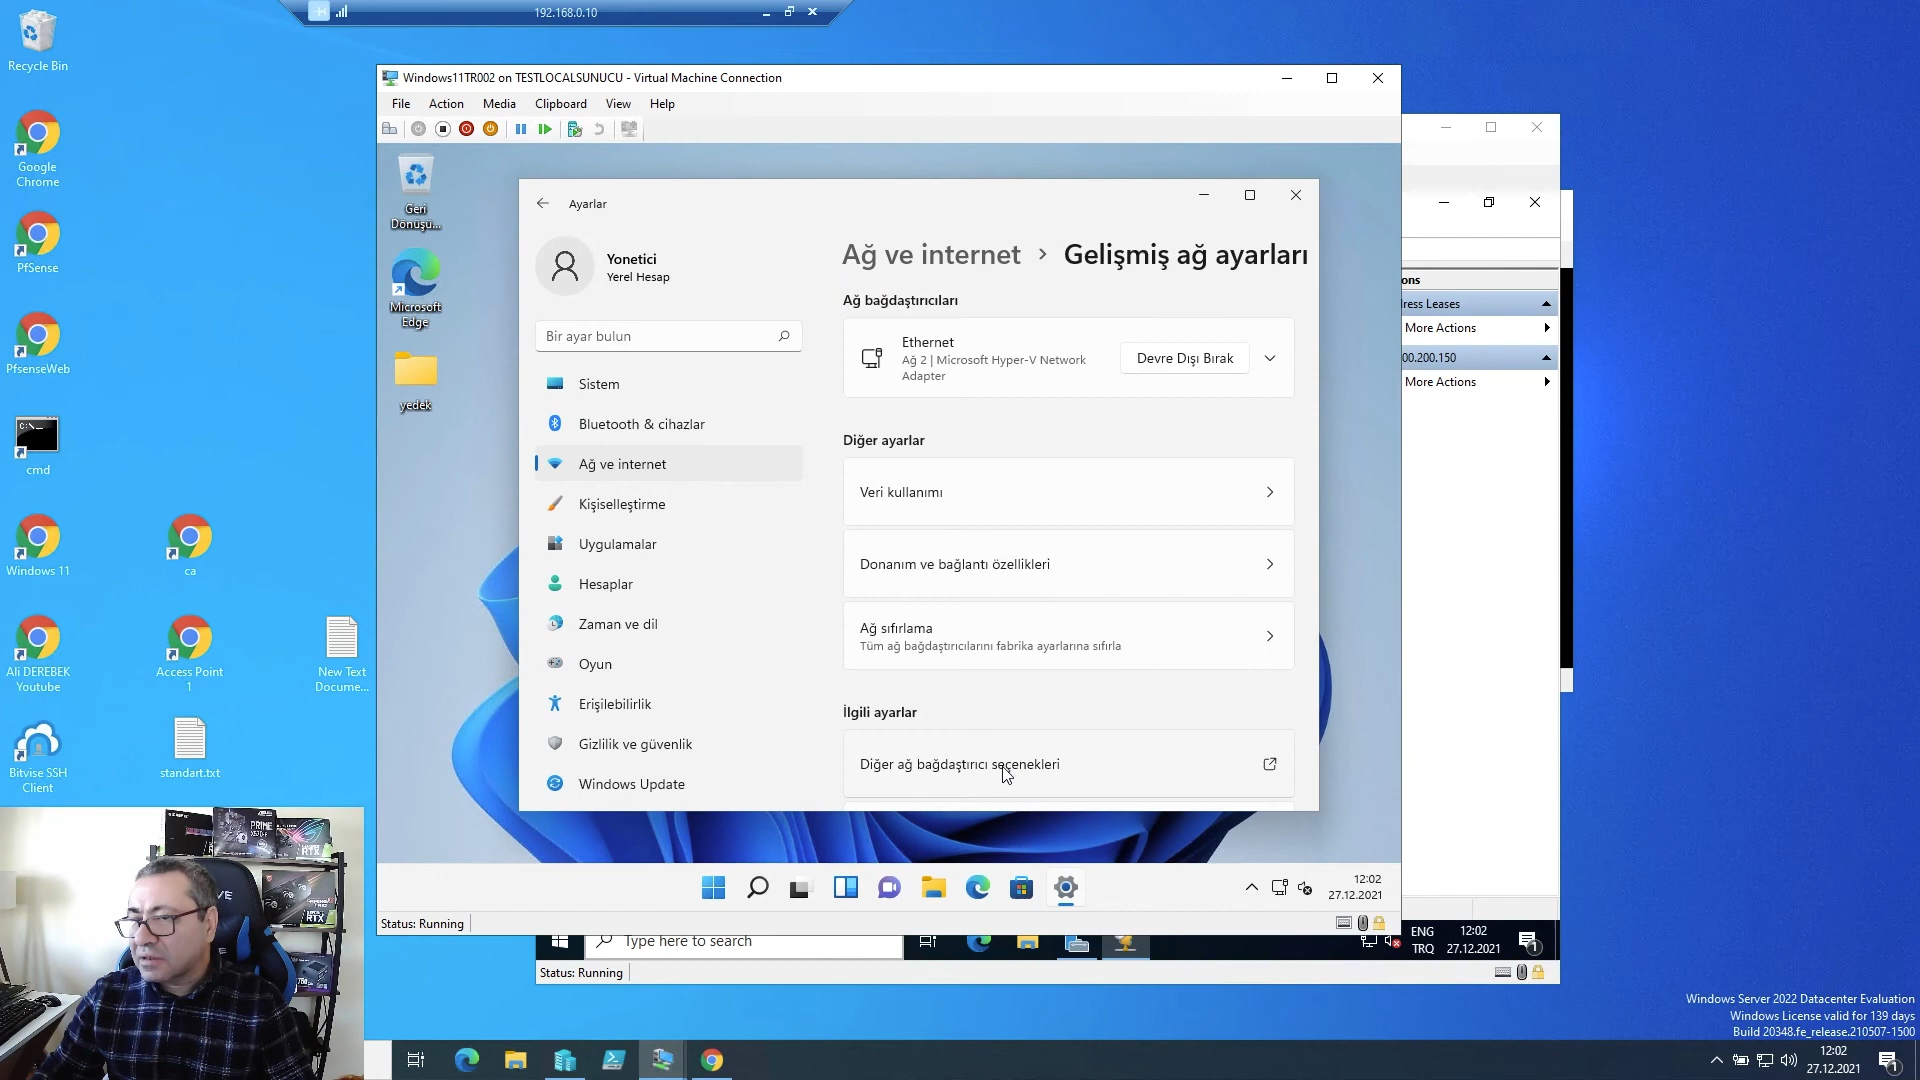 192.168.0.10
Recycle Bin
Google
Chrome
PfSense
PfsenseWeb
cmd
Windows 11
ca
Ali DEREBEK
Youtube
Access Point
1
New Text
Docume...
Bitvise SSH
Client
standart.txt
Windows11TR002 on TESTLOCALSUNUCU - Virtual Machine Connection
File Action Media Clipboard View Help
Geri
Dönüşü...
Microsoft
Edge
yedek
Ayarlar
Yonetici
Yerel Hesap
Bir ayar bulun
Sistem
Bluetooth & cihazlar
Ağ ve internet
Kişiselleştirme
Uygulamalar
Hesaplar
Zaman ve dil
Oyun
Erişilebilirlik
Gizlilik ve güvenlik
Windows Update
Ağ ve internet › Gelişmiş ağ ayarları
Ağ bağdaştırıcıları
Ethernet
Ağ 2 | Microsoft Hyper-V Network
Adapter
Devre Dışı Bırak
Diğer ayarlar
Veri kullanımı
Donanım ve bağlantı özellikleri
Ağ sıfırlama
Tüm ağ bağdaştırıcılarını fabrika ayarlarına sıfırla
İlgili ayarlar
Diğer ağ bağdaştırıcı seçenekleri
12:02
27.12.2021
Status: Running
ons
ress Leases
More Actions
00.200.150
More Actions
Type here to search
ENG
TRQ
12:02
27.12.2021
1
Status: Running
PRIME
RTX
Windows Server 2022 Datacenter Evaluation
Windows License valid for 139 days
Build 20348.fe_release.210507-1500
12:02
27.12.2021
1